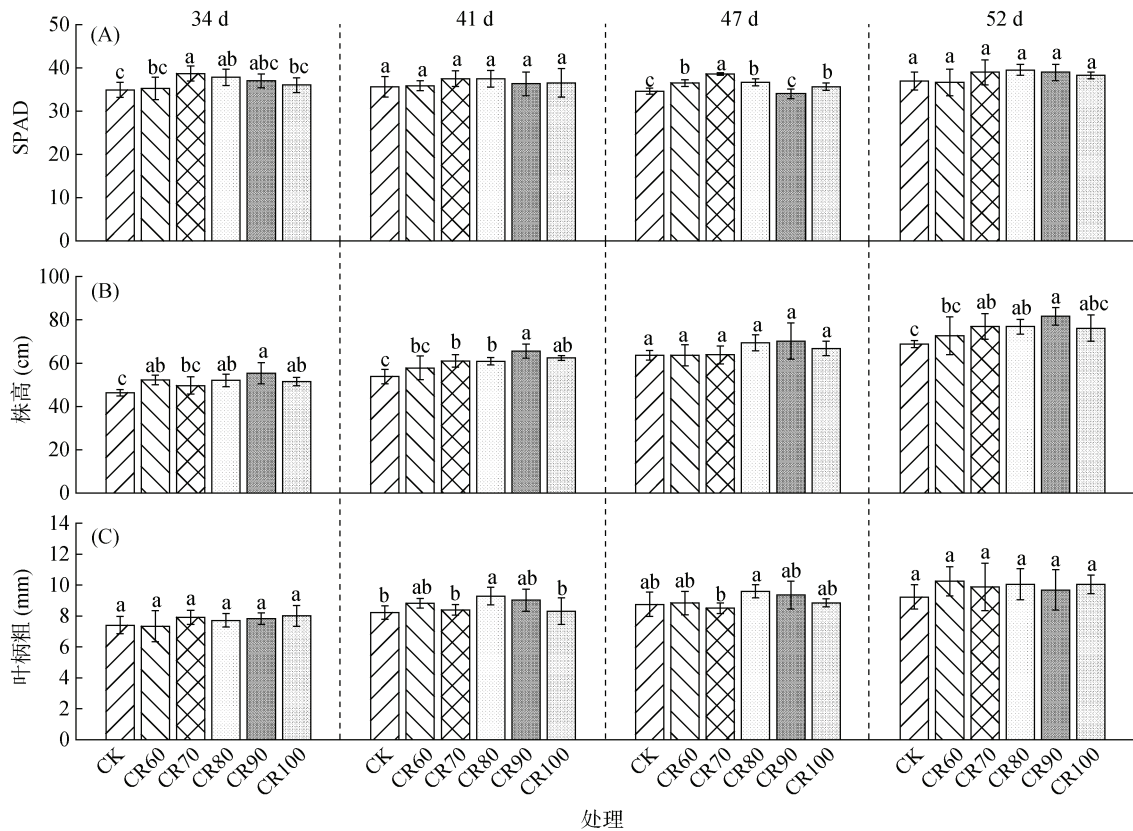 34 d 41 d 47 d 52 d
(A)
SPAD
50
40
30
20
10
0
c bc a ab abc bc
a a a a a a
c b a b c b
a a a a a a
(B)
株高 (cm)
100
80
60
40
20
0
c ab bc ab a ab
c bc b b a ab
a a a a a a
c bc ab ab a abc
(C)
叶柄粗 (mm)
14
12
10
8
6
4
2
0
a a a a a a
b ab b a ab b
ab ab b a ab ab
a a a a a a
CK CR60 CR70 CR80 CR90 CR100 CK CR60 CR70 CR80 CR90 CR100 CK CR60 CR70 CR80 CR90 CR100 CK CR60 CR70 CR80 CR90 CR100
处理